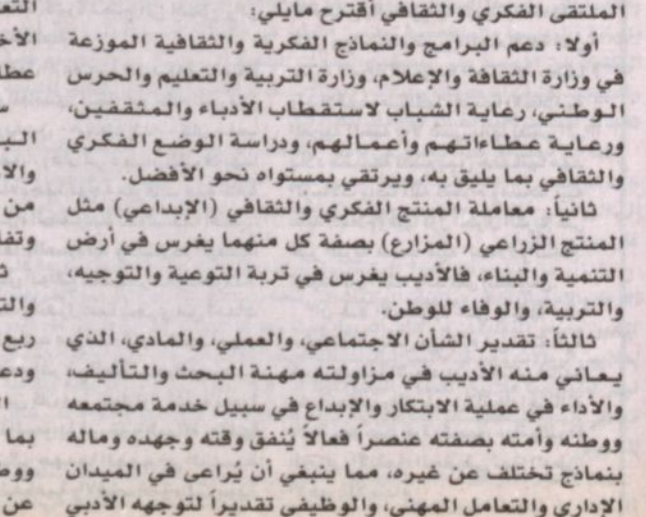 الملتقى الفكري والثقافي أقترح مايلي:
أولا: دعم البرامج والنماذج الفكرية والثقافية الموزعة
في وزارة الثقافة والإعلام، وزارة التربية والتعليم والحرس
الوطني، رعاية الشباب لاستقطاب الأدباء والمثقفين،
ورعاية عطاءاتهم وأعمالهم، ودراسة الوضع الفكري
والثقافي بما يليق به، ويرتقي بمستواه نحو الأفضل.
ثانياً: معاملة المنتج الفكري والثقافي (الإبداعي) مثل
المنتج الزراعي (المزارع) بصفة كل منهما يغرس في أرض
التنمية والبناء، فالأديب يغرس في تربة التوعية والتوجيه،
والتربية، والوفاء للوطن.
ثالثاً: تقدير الشأن الاجتماعي، والعملي، والمادي، الذي
يعاني منه الأديب في مزاولته مهنة البحث والتأليف،
والأداء في عملية الابتكار والإبداع في سبيل خدمة مجتمعه
ووطنه وأمته بصفته عنصراً فعالاً يُنفق وقته وجهده وماله
بنماذج تختلف عن غيره، مما ينبغي أن يُراعى في الميدان
الإداري والتعامل المهني، والوظيفي تقديراً لتوجهه الأدبي
من
ربع
بما
عن